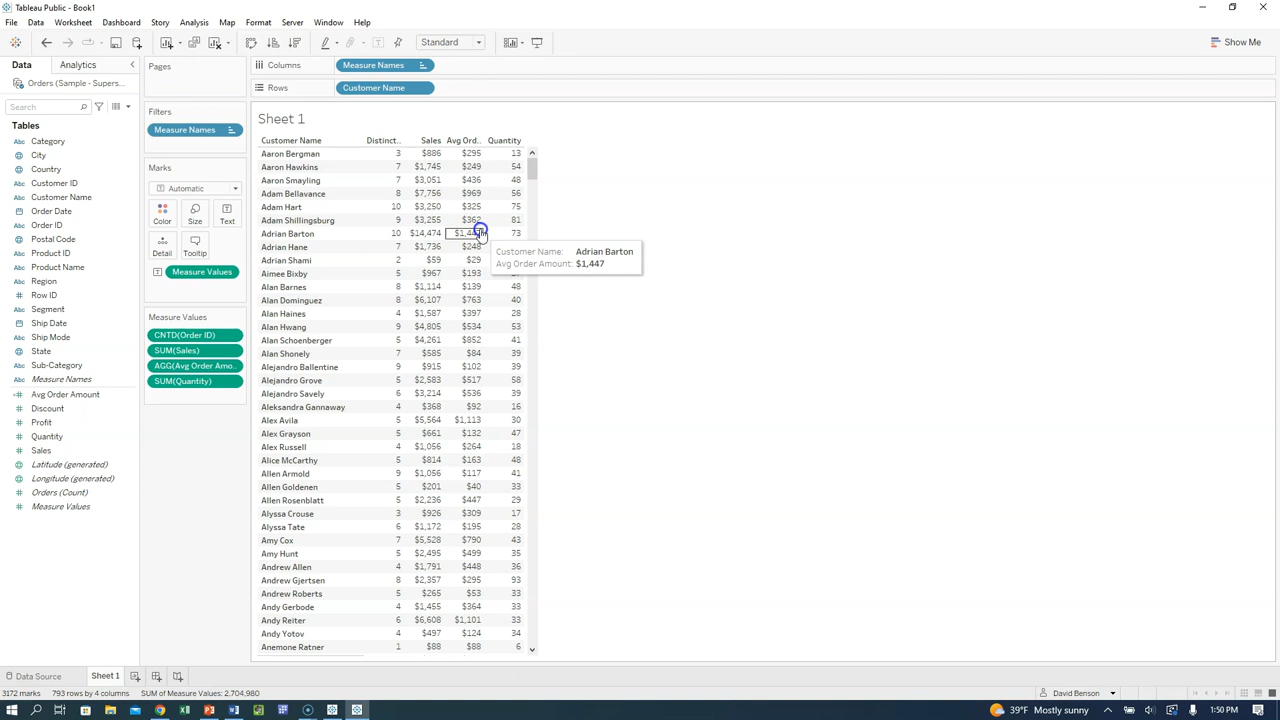 Tableau Public - Book1
File Data Worksheet Dashboard Story Analysis Map Format Server Window Help
Standard
Show Me
Data Analytics
Orders (Sample - Supers...
Search
Tables
Category
City
Country
Customer ID
Customer Name
Order Date
Order ID
Postal Code
Product ID
Product Name
Region
Row ID
Segment
Ship Date
Ship Mode
State
Sub-Category
Measure Names
Avg Order Amount
Discount
Profit
Quantity
Sales
Latitude (generated)
Longitude (generated)
Orders (Count)
Measure Values
Pages
Filters
Measure Names
Marks
Automatic
Color Size Text
Detail Tooltip
Measure Values
Measure Values
CNTD(Order ID)
SUM(Sales)
AGG(Avg Order Amo..
SUM(Quantity)
Columns Measure Names
Rows Customer Name
Sheet 1
Customer Name Distinct.. Sales Avg Ord.. Quantity
Aaron Bergman 3 $886 $295 13
Aaron Hawkins 7 $1,745 $249 54
Aaron Smayling 7 $3,051 $436 48
Adam Bellavance 8 $7,756 $969 56
Adam Hart 10 $3,250 $325 75
Adam Shillingsburg 9 $3,255 $362 81
Adrian Barton 10 $14,474 73
Adrian Hane 7 $1,736 $248
Adrian Shami 2 $59 $29
Aimee Bixby 5 $967 $193
Alan Barnes 8 $1,114 $139 48
Alan Dominguez 8 $6,107 $763 40
Alan Haines 4 $1,587 $397 28
Alan Hwang 9 $4,805 $534 53
Alan Schoenberger 5 $4,261 $852 41
Alan Shonely 7 $585 $84 39
Alejandro Ballentine 9 $915 $102 39
Alejandro Grove 5 $2,583 $517 58
Alejandro Savely 6 $3,214 $536 39
Aleksandra Gannaway 4 $368 $92 16
Alex Avila 5 $5,564 $1,113 30
Alex Grayson 5 $661 $132 47
Alex Russell 4 $1,056 $264 18
Alice McCarthy 5 $814 $163 48
Allen Armold 9 $1,056 $117 41
Allen Goldenen 5 $201 $40 33
Allen Rosenblatt 5 $2,236 $447 29
Alyssa Crouse 3 $926 $309 17
Alyssa Tate 6 $1,172 $195 28
Amy Cox 7 $5,528 $790 43
Amy Hunt 5 $2,495 $499 35
Andrew Allen 4 $1,791 $448 36
Andrew Gjertsen 8 $2,357 $295 93
Andrew Roberts 5 $265 $53 33
Andy Gerbode 4 $1,455 $364 33
Andy Reiter 6 $6,608 $1,101 33
Andy Yotov 4 $497 $124 34
Anemone Ratner 1 $88 $88 6
Customer Name: Adrian Barton
Avg Order Amount: $1,447
Data Source Sheet 1
3172 marks 793 rows by 4 columns SUM of Measure Values: 2,704,980
David Benson
39°F Mostly sunny 1:50 PM